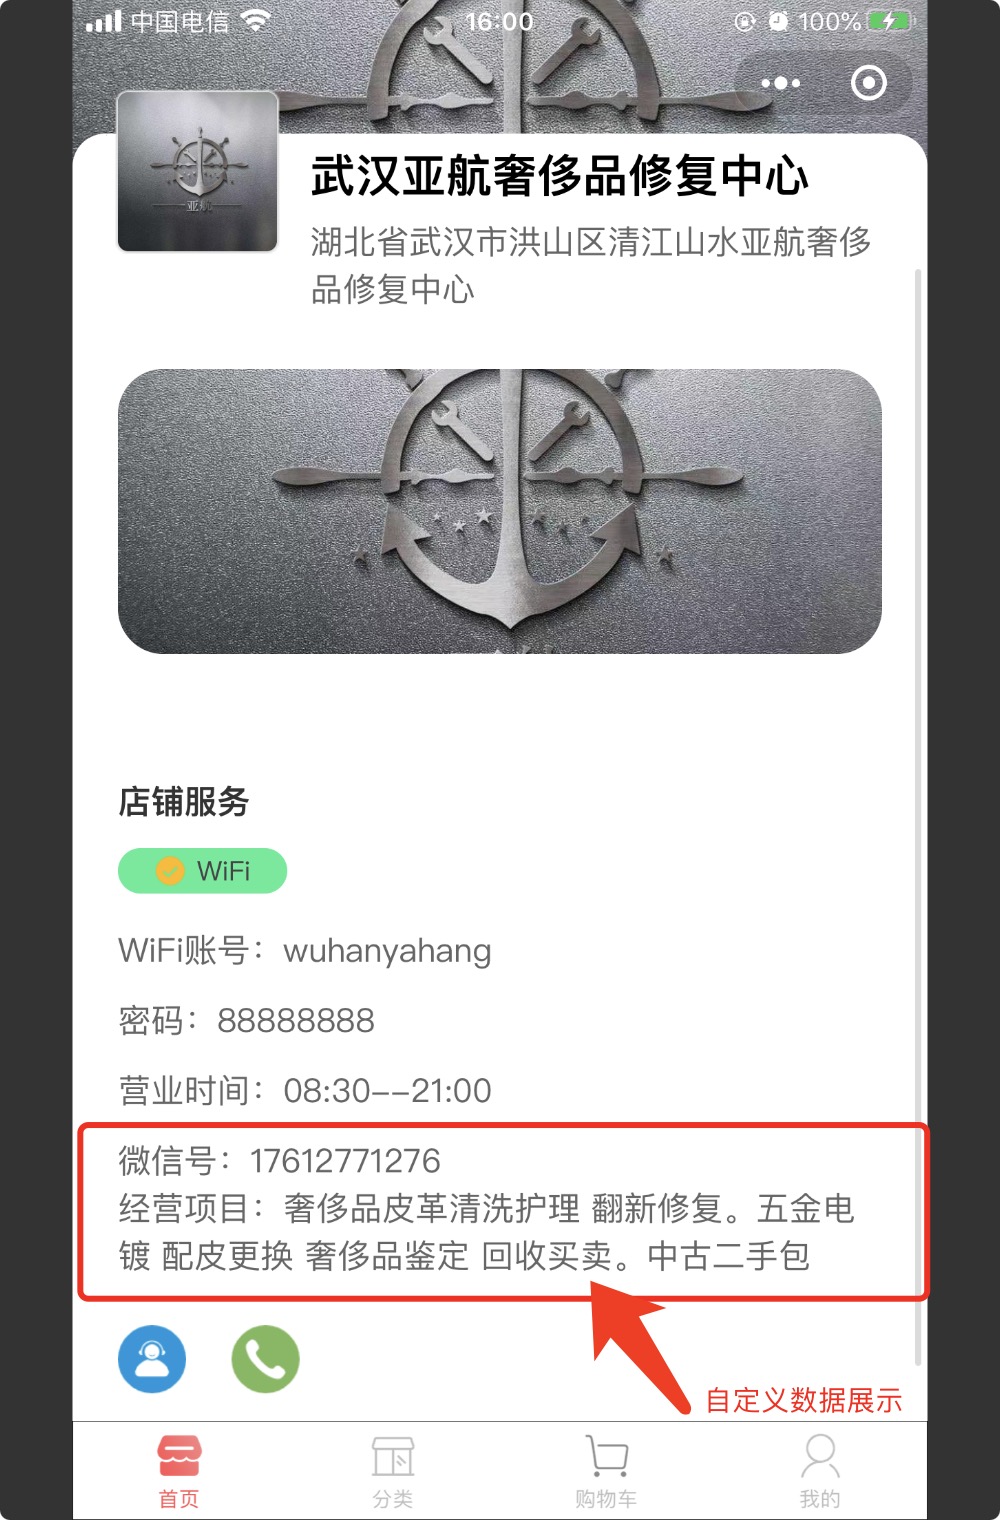 中国电信
16:00
100%
武汉亚航奢侈品修复中心
亚航
湖北省武汉市洪山区清江山水亚航奢侈
品修复中心
店铺服务
WiFi
WiFi账号：wuhanyahang
密码：88888888
营业时间：08:30--21:00
微信号：17612771276
经营项目：奢侈品皮革清洗护理 翻新修复。五金电
镀 配皮更换 奢侈品鉴定 回收买卖。中古二手包
自定义数据展示
首页
分类
购物车
我的